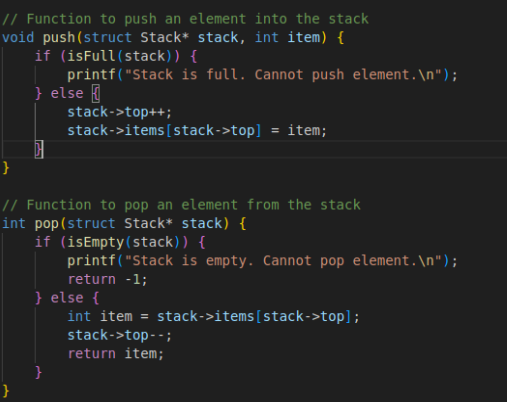 // Function to push an element into the stack
void push(struct Stack* stack, int item) {
    if (isFull(stack)) {
        printf("Stack is full. Cannot push element.\n");
    } else {
        stack->top++;
        stack->items[stack->top] = item;
    }
}

// Function to pop an element from the stack
int pop(struct Stack* stack) {
    if (isEmpty(stack)) {
        printf("Stack is empty. Cannot pop element.\n");
        return -1;
    } else {
        int item = stack->items[stack->top];
        stack->top--;
        return item;
    }
}